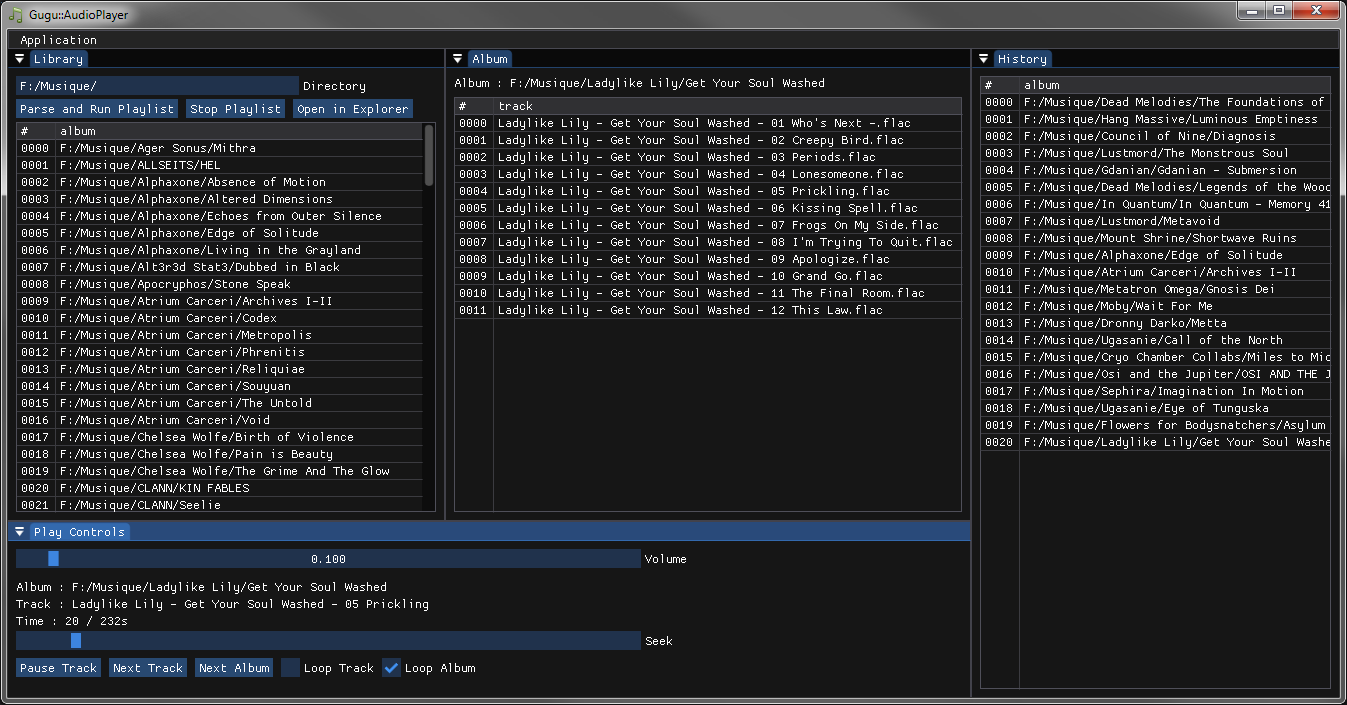 Gugu::AudioPlayer
Application
Library
F:/Musique/ Directory
Parse and Run Playlist Stop Playlist Open in Explorer
# album
0000 F:/Musique/Ager Sonus/Mithra
0001 F:/Musique/ALLSEITS/HEL
0002 F:/Musique/Alphaxone/Absence of Motion
0003 F:/Musique/Alphaxone/Altered Dimensions
0004 F:/Musique/Alphaxone/Echoes from Outer Silence
0005 F:/Musique/Alphaxone/Edge of Solitude
0006 F:/Musique/Alphaxone/Living in the Grayland
0007 F:/Musique/Alt3r3d Stat3/Dubbed in Black
0008 F:/Musique/Apocryphos/Stone Speak
0009 F:/Musique/Atrium Carceri/Archives I-II
0010 F:/Musique/Atrium Carceri/Codex
0011 F:/Musique/Atrium Carceri/Metropolis
0012 F:/Musique/Atrium Carceri/Phrenitis
0013 F:/Musique/Atrium Carceri/Reliquiae
0014 F:/Musique/Atrium Carceri/Souyuan
0015 F:/Musique/Atrium Carceri/The Untold
0016 F:/Musique/Atrium Carceri/Void
0017 F:/Musique/Chelsea Wolfe/Birth of Violence
0018 F:/Musique/Chelsea Wolfe/Pain is Beauty
0019 F:/Musique/Chelsea Wolfe/The Grime And The Glow
0020 F:/Musique/CLANN/KIN FABLES
0021 F:/Musique/CLANN/Seelie
Album
Album : F:/Musique/Ladylike Lily/Get Your Soul Washed
# track
0000 Ladylike Lily - Get Your Soul Washed - 01 Who's Next -.flac
0001 Ladylike Lily - Get Your Soul Washed - 02 Creepy Bird.flac
0002 Ladylike Lily - Get Your Soul Washed - 03 Periods.flac
0003 Ladylike Lily - Get Your Soul Washed - 04 Lonesomeone.flac
0004 Ladylike Lily - Get Your Soul Washed - 05 Prickling.flac
0005 Ladylike Lily - Get Your Soul Washed - 06 Kissing Spell.flac
0006 Ladylike Lily - Get Your Soul Washed - 07 Frogs On My Side.flac
0007 Ladylike Lily - Get Your Soul Washed - 08 I'm Trying To Quit.flac
0008 Ladylike Lily - Get Your Soul Washed - 09 Apologize.flac
0009 Ladylike Lily - Get Your Soul Washed - 10 Grand Go.flac
0010 Ladylike Lily - Get Your Soul Washed - 11 The Final Room.flac
0011 Ladylike Lily - Get Your Soul Washed - 12 This Law.flac
History
# album
0000 F:/Musique/Dead Melodies/The Foundations of
0001 F:/Musique/Hang Massive/Luminous Emptiness
0002 F:/Musique/Council of Nine/Diagnosis
0003 F:/Musique/Lustmord/The Monstrous Soul
0004 F:/Musique/Gdanian/Gdanian - Submersion
0005 F:/Musique/Dead Melodies/Legends of the Wood
0006 F:/Musique/In Quantum/In Quantum - Memory 41
0007 F:/Musique/Lustmord/Metavoid
0008 F:/Musique/Mount Shrine/Shortwave Ruins
0009 F:/Musique/Alphaxone/Edge of Solitude
0010 F:/Musique/Atrium Carceri/Archives I-II
0011 F:/Musique/Metatron Omega/Gnosis Dei
0012 F:/Musique/Moby/Wait For Me
0013 F:/Musique/Dronny Darko/Metta
0014 F:/Musique/Ugasanie/Call of the North
0015 F:/Musique/Cryo Chamber Collabs/Miles to Mic
0016 F:/Musique/Osi and the Jupiter/OSI AND THE J
0017 F:/Musique/Sephira/Imagination In Motion
0018 F:/Musique/Ugasanie/Eye of Tunguska
0019 F:/Musique/Flowers for Bodysnatchers/Asylum
0020 F:/Musique/Ladylike Lily/Get Your Soul Washe
Play Controls
0.100 Volume
Album : F:/Musique/Ladylike Lily/Get Your Soul Washed
Track : Ladylike Lily - Get Your Soul Washed - 05 Prickling
Time : 20 / 232s
Seek
Pause Track Next Track Next Album Loop Track Loop Album